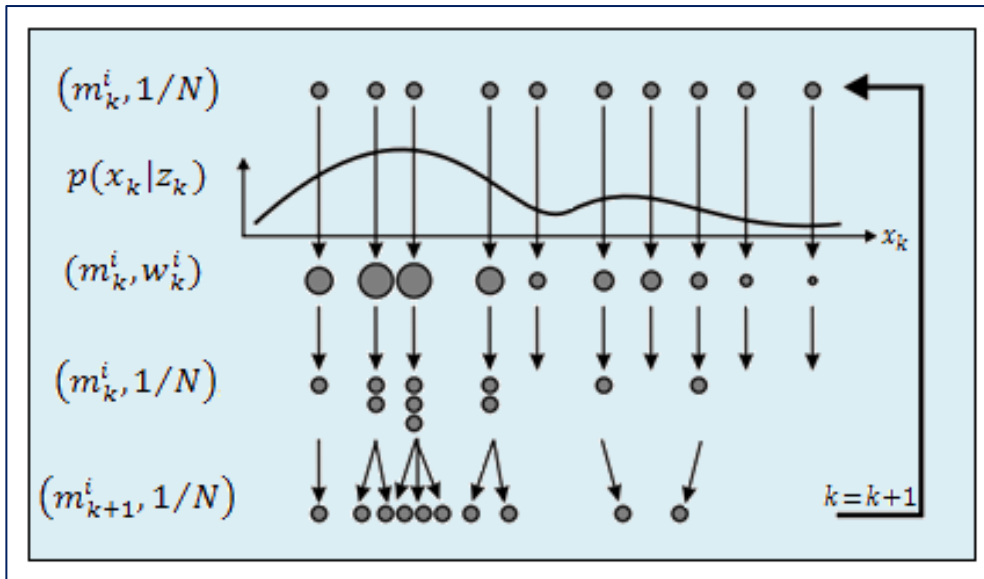 (m_k^i, 1/N)
p(x_k|z_k)
x_k
(m_k^i, w_k^i)
(m_k^i, 1/N)
(m_{k+1}^i, 1/N)
k=k+1